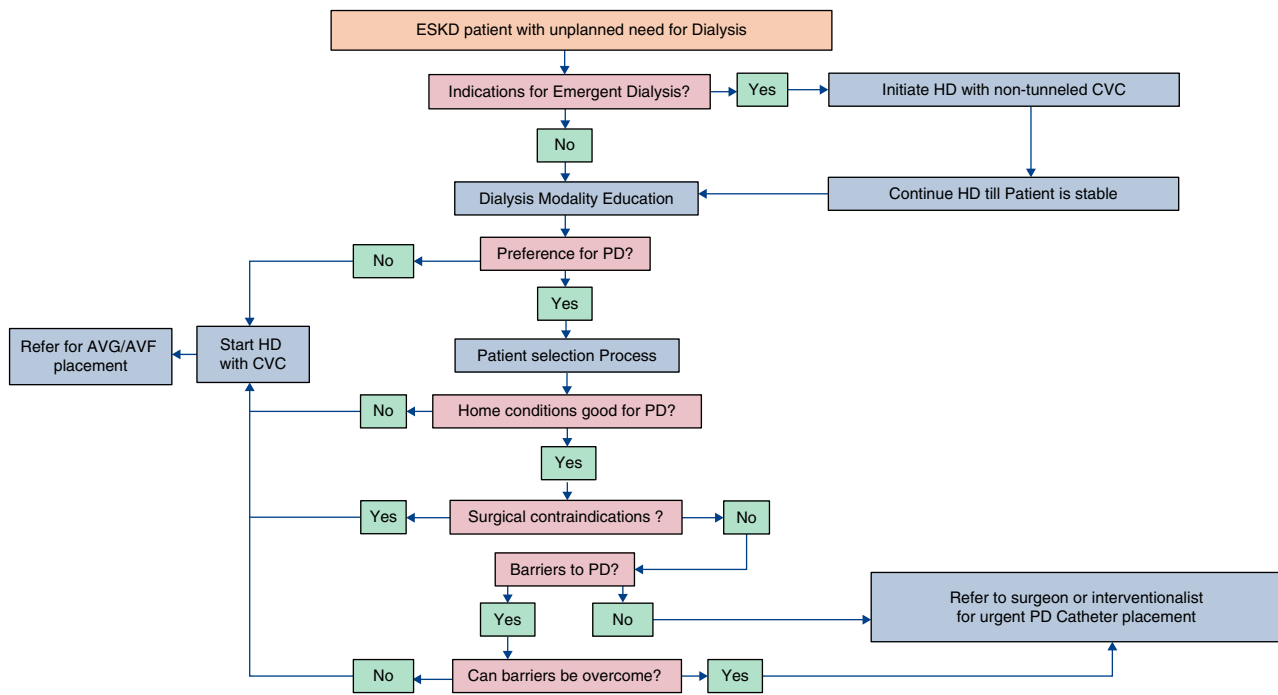 ESKD patient with unplanned need for Dialysis
Indications for Emergent Dialysis?
Yes
Initiate HD with non-tunneled CVC
No
Dialysis Modality Education
Continue HD till Patient is stable
Preference for PD?
No
Yes
Refer for AVG/AVF
placement
Start HD
with CVC
Patient selection Process
Home conditions good for PD?
No
Yes
Surgical contraindications ?
Yes
No
Barriers to PD?
Yes
No
Refer to surgeon or interventionalist
for urgent PD Catheter placement
Can barriers be overcome?
No
Yes